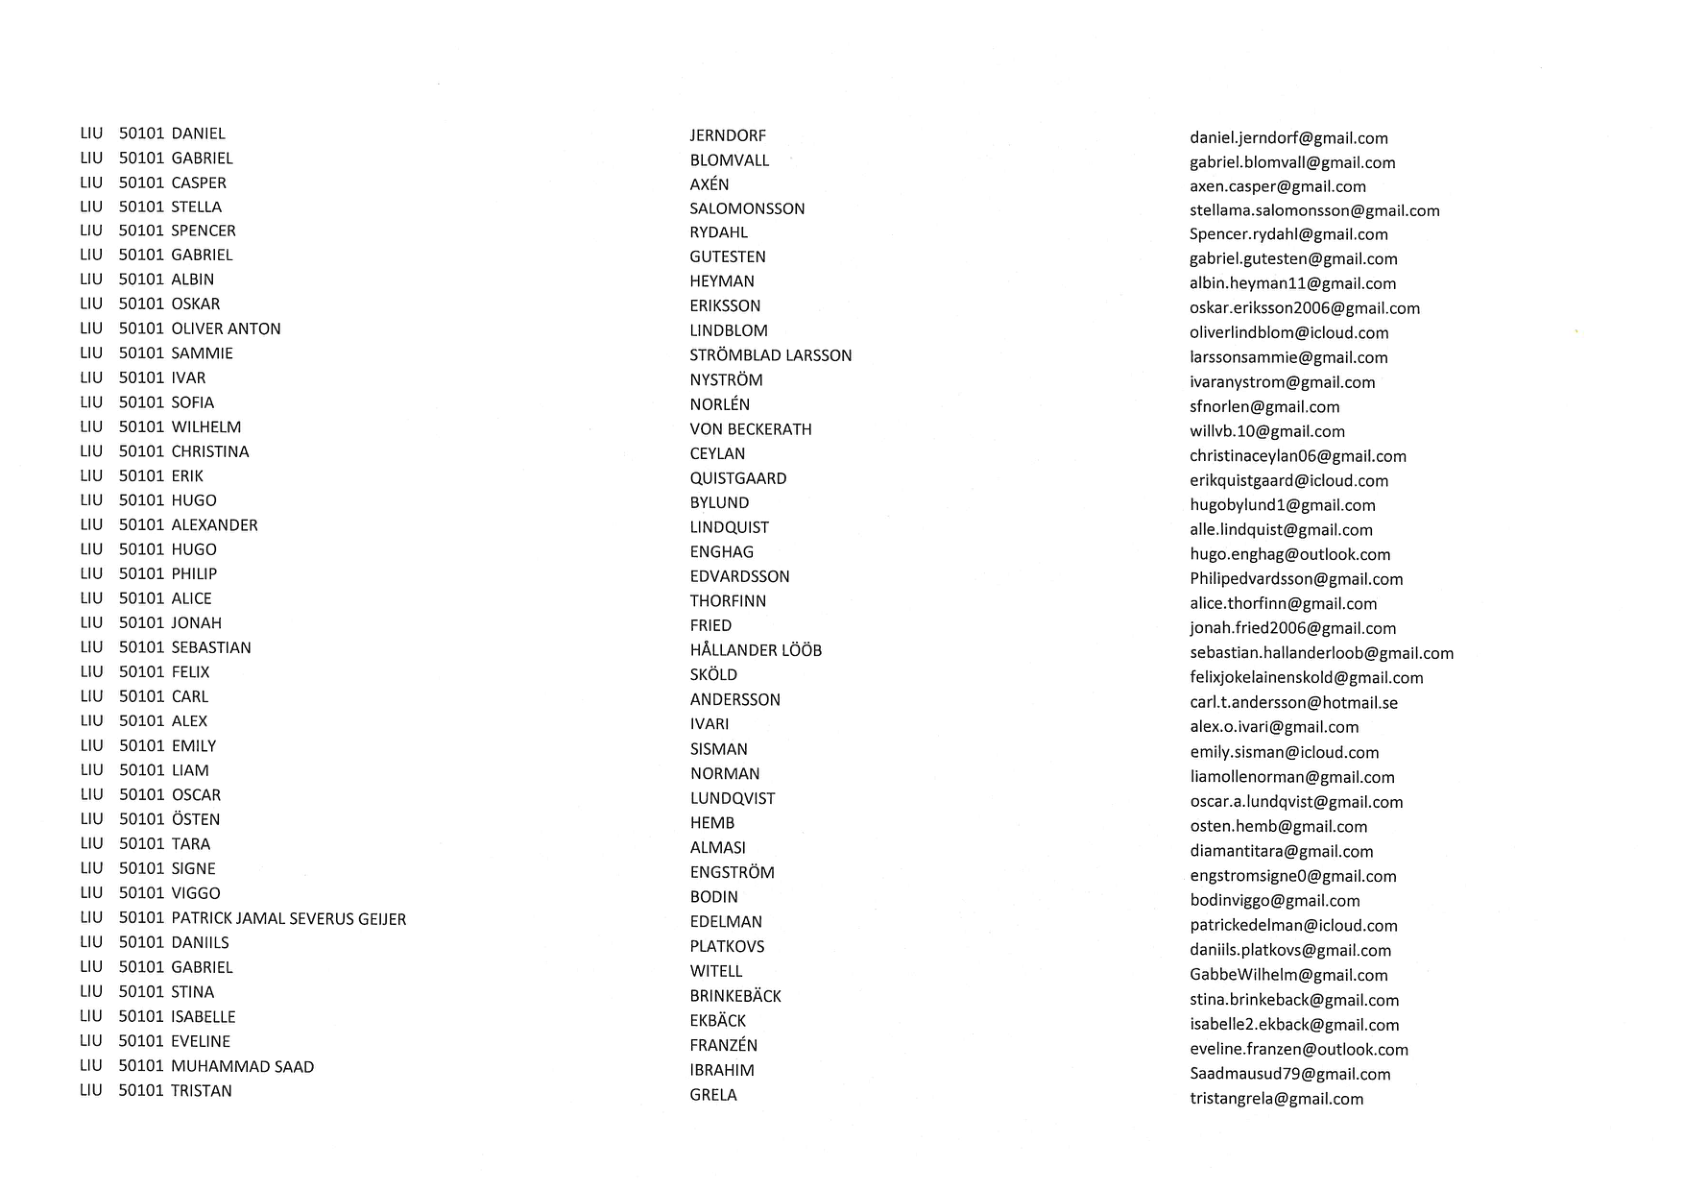 LIU 50101 DANIEL JERNDORF daniel.jerndorf@gmail.com
LIU 50101 GABRIEL BLOMVALL gabriel.blomvall@gmail.com
LIU 50101 CASPER AXÉN axen.casper@gmail.com
LIU 50101 STELLA SALOMONSSON stellama.salomonsson@gmail.com
LIU 50101 SPENCER RYDAHL Spencer.rydahl@gmail.com
LIU 50101 GABRIEL GUTESTEN gabriel.gutesten@gmail.com
LIU 50101 ALBIN HEYMAN albin.heyman11@gmail.com
LIU 50101 OSKAR ERIKSSON oskar.eriksson2006@gmail.com
LIU 50101 OLIVER ANTON LINDBLOM oliverlindblom@icloud.com
LIU 50101 SAMMIE STRÖMBLAD LARSSON larssonsammie@gmail.com
LIU 50101 IVAR NYSTRÖM ivaranystrom@gmail.com
LIU 50101 SOFIA NORLÉN sfnorlen@gmail.com
LIU 50101 WILHELM VON BECKERATH willvb.10@gmail.com
LIU 50101 CHRISTINA CEYLAN christinaceylan06@gmail.com
LIU 50101 ERIK QUISTGAARD erikquistgaard@icloud.com
LIU 50101 HUGO BYLUND hugobylund1@gmail.com
LIU 50101 ALEXANDER LINDQUIST alle.lindquist@gmail.com
LIU 50101 HUGO ENGHAG hugo.enghag@outlook.com
LIU 50101 PHILIP EDVARDSSON Philipedvardsson@gmail.com
LIU 50101 ALICE THORFINN alice.thorfinn@gmail.com
LIU 50101 JONAH FRIED jonah.fried2006@gmail.com
LIU 50101 SEBASTIAN HÅLLANDER LÖÖB sebastian.hallanderloob@gmail.com
LIU 50101 FELIX SKÖLD felixjokelainenskold@gmail.com
LIU 50101 CARL ANDERSSON carl.t.andersson@hotmail.se
LIU 50101 ALEX IVARI alex.o.ivari@gmail.com
LIU 50101 EMILY SISMAN emily.sisman@icloud.com
LIU 50101 LIAM NORMAN liamollenorman@gmail.com
LIU 50101 OSCAR LUNDQVIST oscar.a.lundqvist@gmail.com
LIU 50101 ÖSTEN HEMB osten.hemb@gmail.com
LIU 50101 TARA ALMASI diamantitara@gmail.com
LIU 50101 SIGNE ENGSTRÖM engstromsigne0@gmail.com
LIU 50101 VIGGO BODIN bodinviggo@gmail.com
LIU 50101 PATRICK JAMAL SEVERUS GEIJER EDELMAN patrickedelman@icloud.com
LIU 50101 DANIILS PLATKOVS daniils.platkovs@gmail.com
LIU 50101 GABRIEL WITELL GabbeWilhelm@gmail.com
LIU 50101 STINA BRINKEBÄCK stina.brinkeback@gmail.com
LIU 50101 ISABELLE EKBÄCK isabelle2.ekback@gmail.com
LIU 50101 EVELINE FRANZÉN eveline.franzen@outlook.com
LIU 50101 MUHAMMAD SAAD IBRAHIM Saadmausud79@gmail.com
LIU 50101 TRISTAN GRELA tristangrela@gmail.com